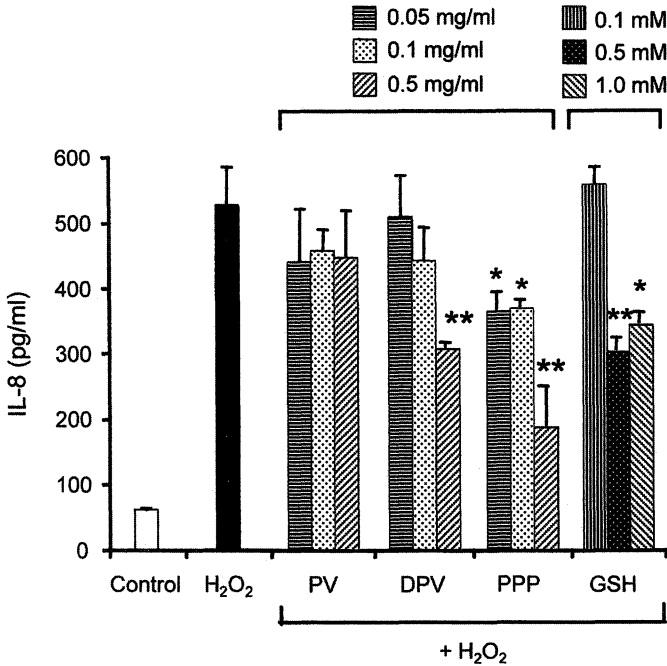 0.05 mg/ml 0.1 mM
0.1 mg/ml 0.5 mM
0.5 mg/ml 1.0 mM
IL-8 (pg/ml)
600
500
400
300
200
100
0
** * * ** ** *
Control H₂O₂ PV DPV PPP GSH
+ H₂O₂